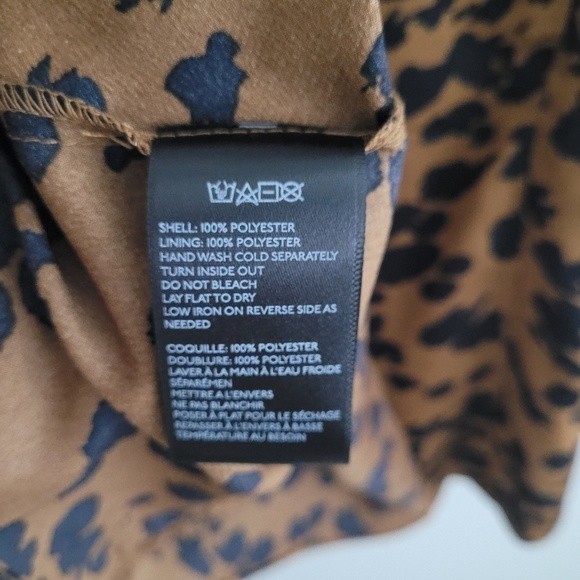 SHELL: 100% POLYESTER
LINING: 100% POLYESTER
HAND WASH COLD SEPARATELY
TURN INSIDE OUT
DO NOT BLEACH
LAY FLAT TO DRY
LOW IRON ON REVERSE SIDE AS
NEEDED
COQUILLE: 100% POLYESTER
DOUBLURE: 100% POLYESTER
LAVER À LA MAIN À L'EAU FROIDE
SÉPARÉMEN
METTRE A L'ENVERS
NE PAS BLANCHIR
POSER À PLAT POUR LE SÉCHAGE
REPASSER À L'ENVERS À BASSE
TEMPÉRATURE AU BESOIN